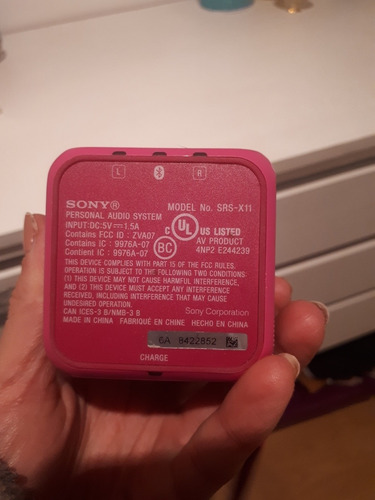 L R
SONY® MODEL No. SRS-X11
PERSONAL AUDIO SYSTEM
INPUT:DC:5V⎓1.5A
Contains FCC ID : ZVA07
Contains IC : 9976A-07
Contient IC : 9976A-07
C UL US LISTED
AV PRODUCT
4NP2 E244239
BC
THIS DEVICE COMPLIES WITH PART 15 OF THE FCC RULES.
OPERATION IS SUBJECT TO THE FOLLOWING TWO CONDITIONS:
(1) THIS DEVICE MAY NOT CAUSE HARMFUL INTERFERENCE,
AND (2) THIS DEVICE MUST ACCEPT ANY INTERFERENCE
RECEIVED, INCLUDING INTERFERENCE THAT MAY CAUSE
UNDESIRED OPERATION.
CAN ICES-3 B/NMB-3 B Sony Corporation
MADE IN CHINA FABRIQUÉ EN CHINE HECHO EN CHINA
6A 8422852
CHARGE